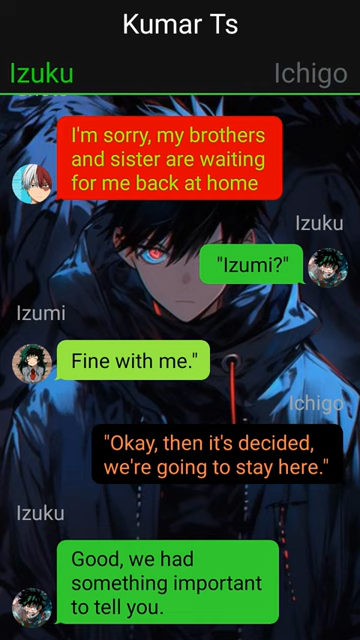 Kumar Ts
Izuku
Ichigo
I'm sorry, my brothers
and sister are waiting
for me back at home
Izuku
"Izumi?"
Izumi
Fine with me."
Ichigo
"Okay, then it's decided,
we're going to stay here."
Izuku
Good, we had
something important
to tell you.